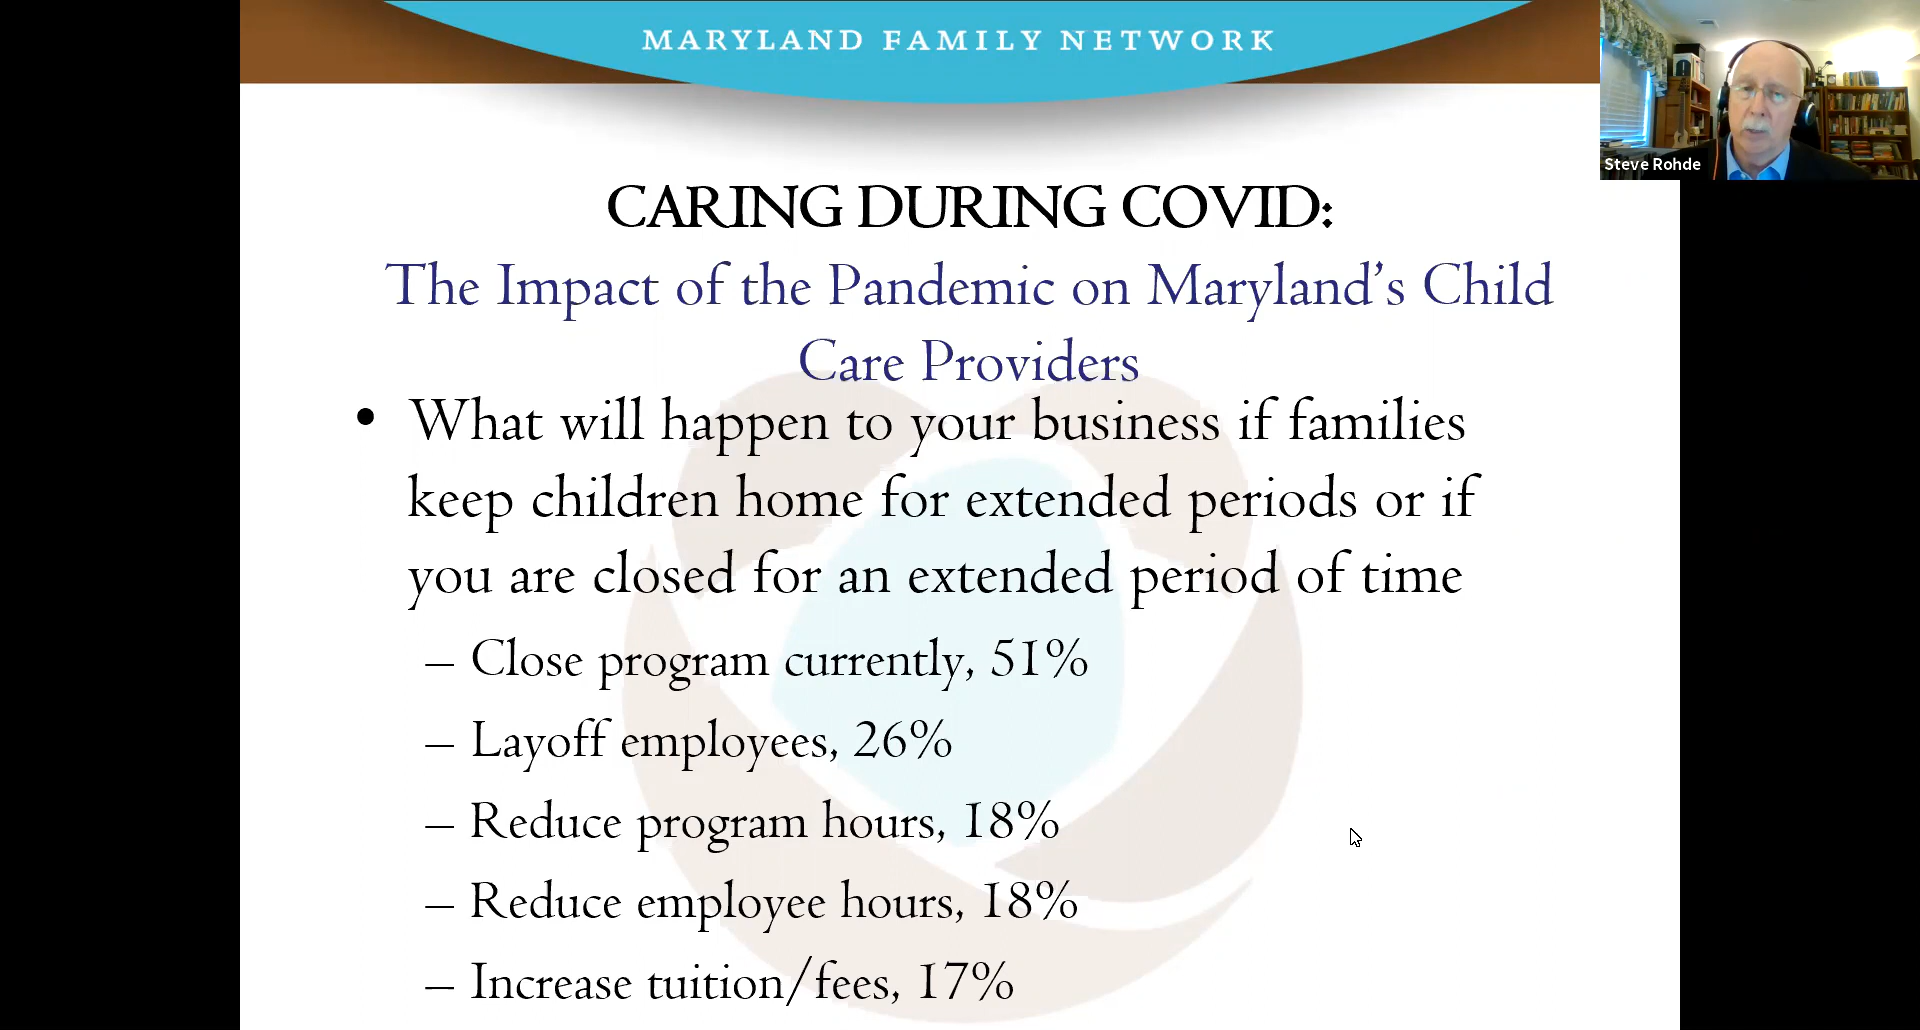 MARYLAND FAMILY NETWORK
Steve Rohde
CARING DURING COVID:
The Impact of the Pandemic on Maryland’s Child
Care Providers
• What will happen to your business if families
keep children home for extended periods or if
you are closed for an extended period of time
– Close program currently, 51%
– Layoff employees, 26%
– Reduce program hours, 18%
– Reduce employee hours, 18%
– Increase tuition/fees, 17%